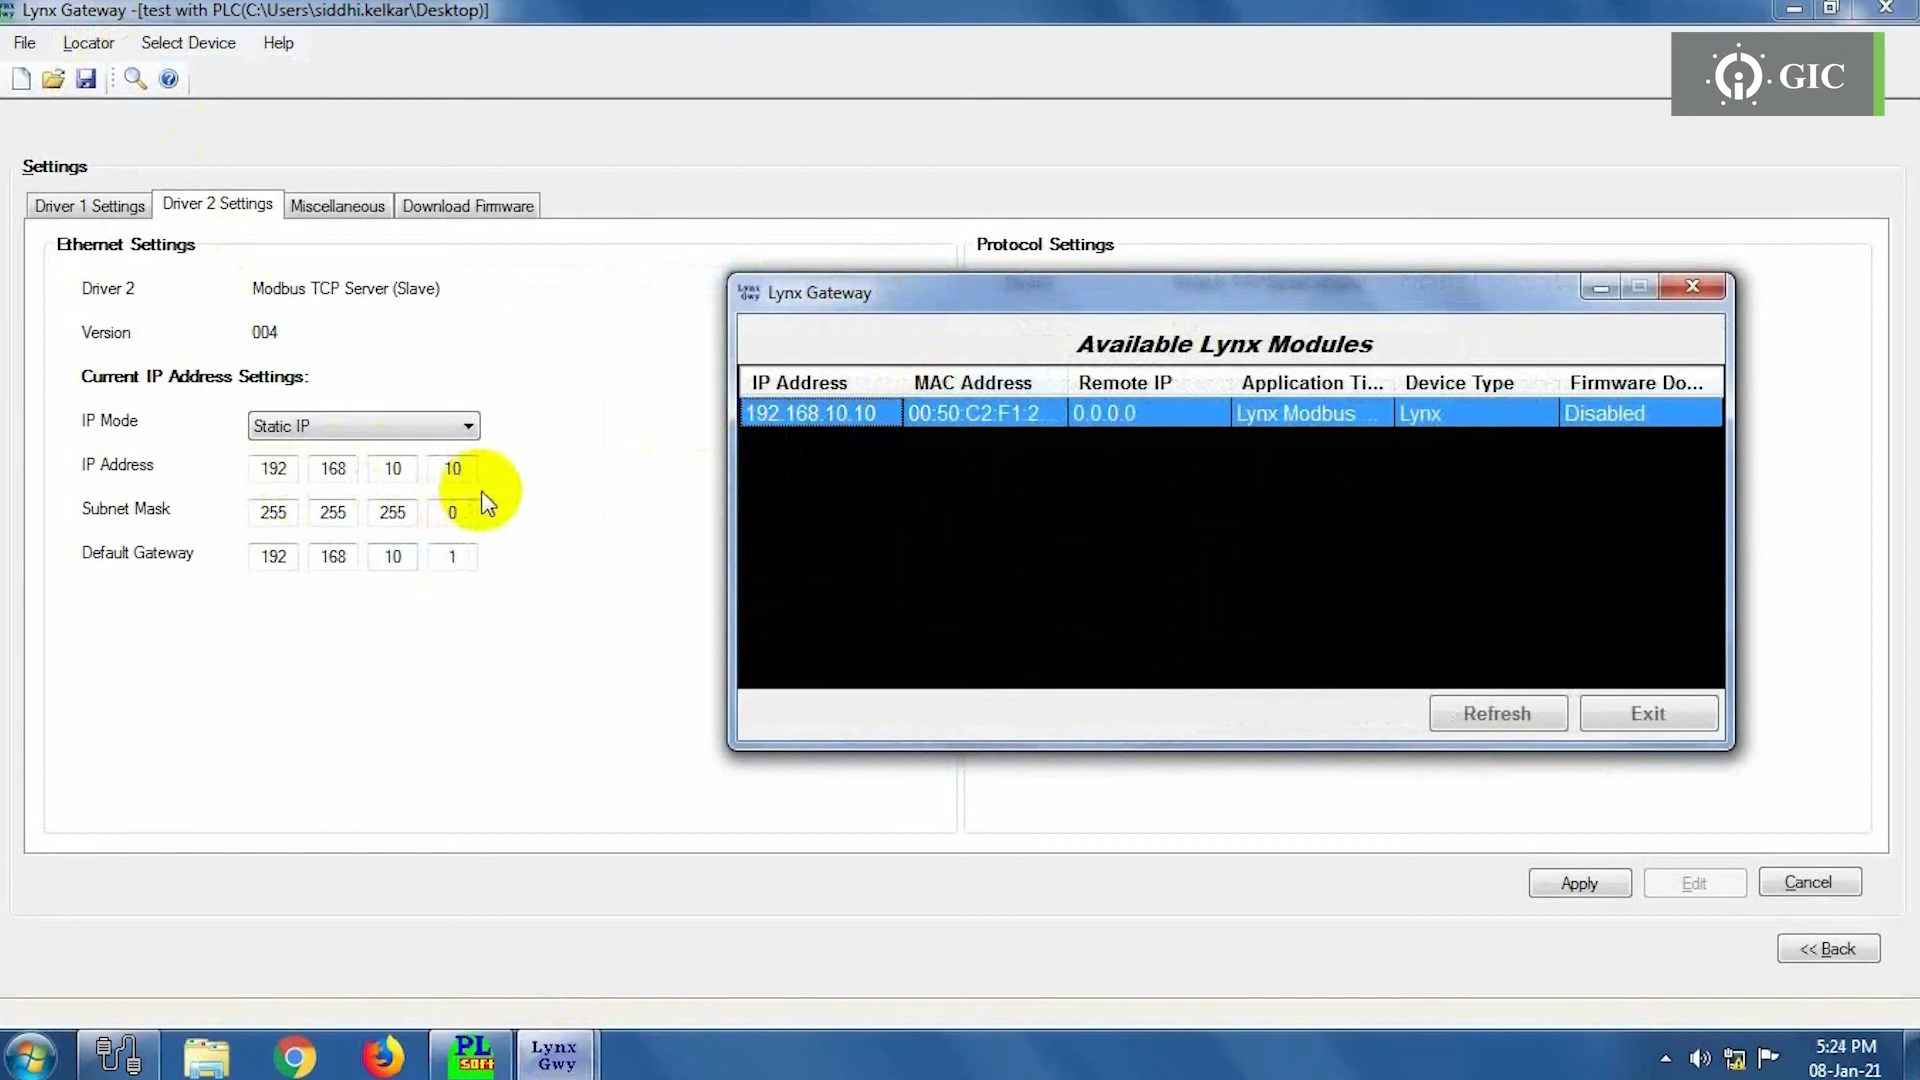 Lynx Gateway -[test with PLC(C:\Users\siddhi.kelkar\Desktop)]
File Locator Select Device Help
GIC
Settings
Driver 1 Settings Driver 2 Settings Miscellaneous Download Firmware
Ethernet Settings
Driver 2 Modbus TCP Server (Slave)
Version 004
Current IP Address Settings:
IP Mode Static IP
IP Address 192 168 10 10
Subnet Mask 255 255 255 0
Default Gateway 192 168 10 1
Protocol Settings
Lynx Gwy Lynx Gateway
Available Lynx Modules
IP Address MAC Address Remote IP Application Ti... Device Type Firmware Do...
192.168.10.10 00:50:C2:F1:2... 0.0.0.0 Lynx Modbus ... Lynx Disabled
Refresh Exit
Apply Edit Cancel
<< Back
PL soft
Lynx Gwy
5:24 PM
08-Jan-21